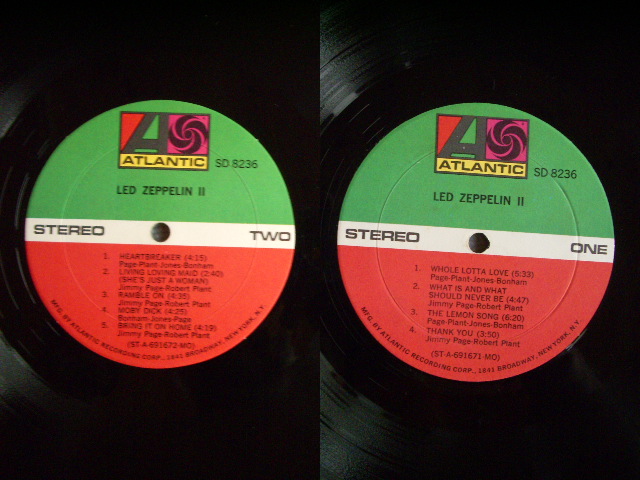 ATLANTIC
SD 8236
LED ZEPPELIN II
STEREO
TWO
1. HEARTBREAKER (4:15)
Page-Plant-Jones-Bonham
2. LIVING LOVING MAID (2:40)
(SHE'S JUST A WOMAN)
Jimmy Page-Robert Plant
3. RAMBLE ON (4:35)
Jimmy Page-Robert Plant
4. MOBY DICK (4:25)
Bonham-Jones-Page
5. BRING IT ON HOME (4:19)
Jimmy Page-Robert Plant
(ST-A-691672-MO)
MFG. BY ATLANTIC RECORDING CORP., 1841 BROADWAY, NEW YORK, N.Y.
ATLANTIC
SD 8236
LED ZEPPELIN II
STEREO
ONE
1. WHOLE LOTTA LOVE (5:33)
Page-Plant-Jones-Bonham
2. WHAT IS AND WHAT
SHOULD NEVER BE (4:47)
Jimmy Page-Robert Plant
3. THE LEMON SONG (6:20)
Page-Plant-Jones-Bonham
4. THANK YOU (3:50)
Jimmy Page-Robert Plant
(ST-A-691671-MO)
MFG. BY ATLANTIC RECORDING CORP., 1841 BROADWAY, NEW YORK, N.Y.